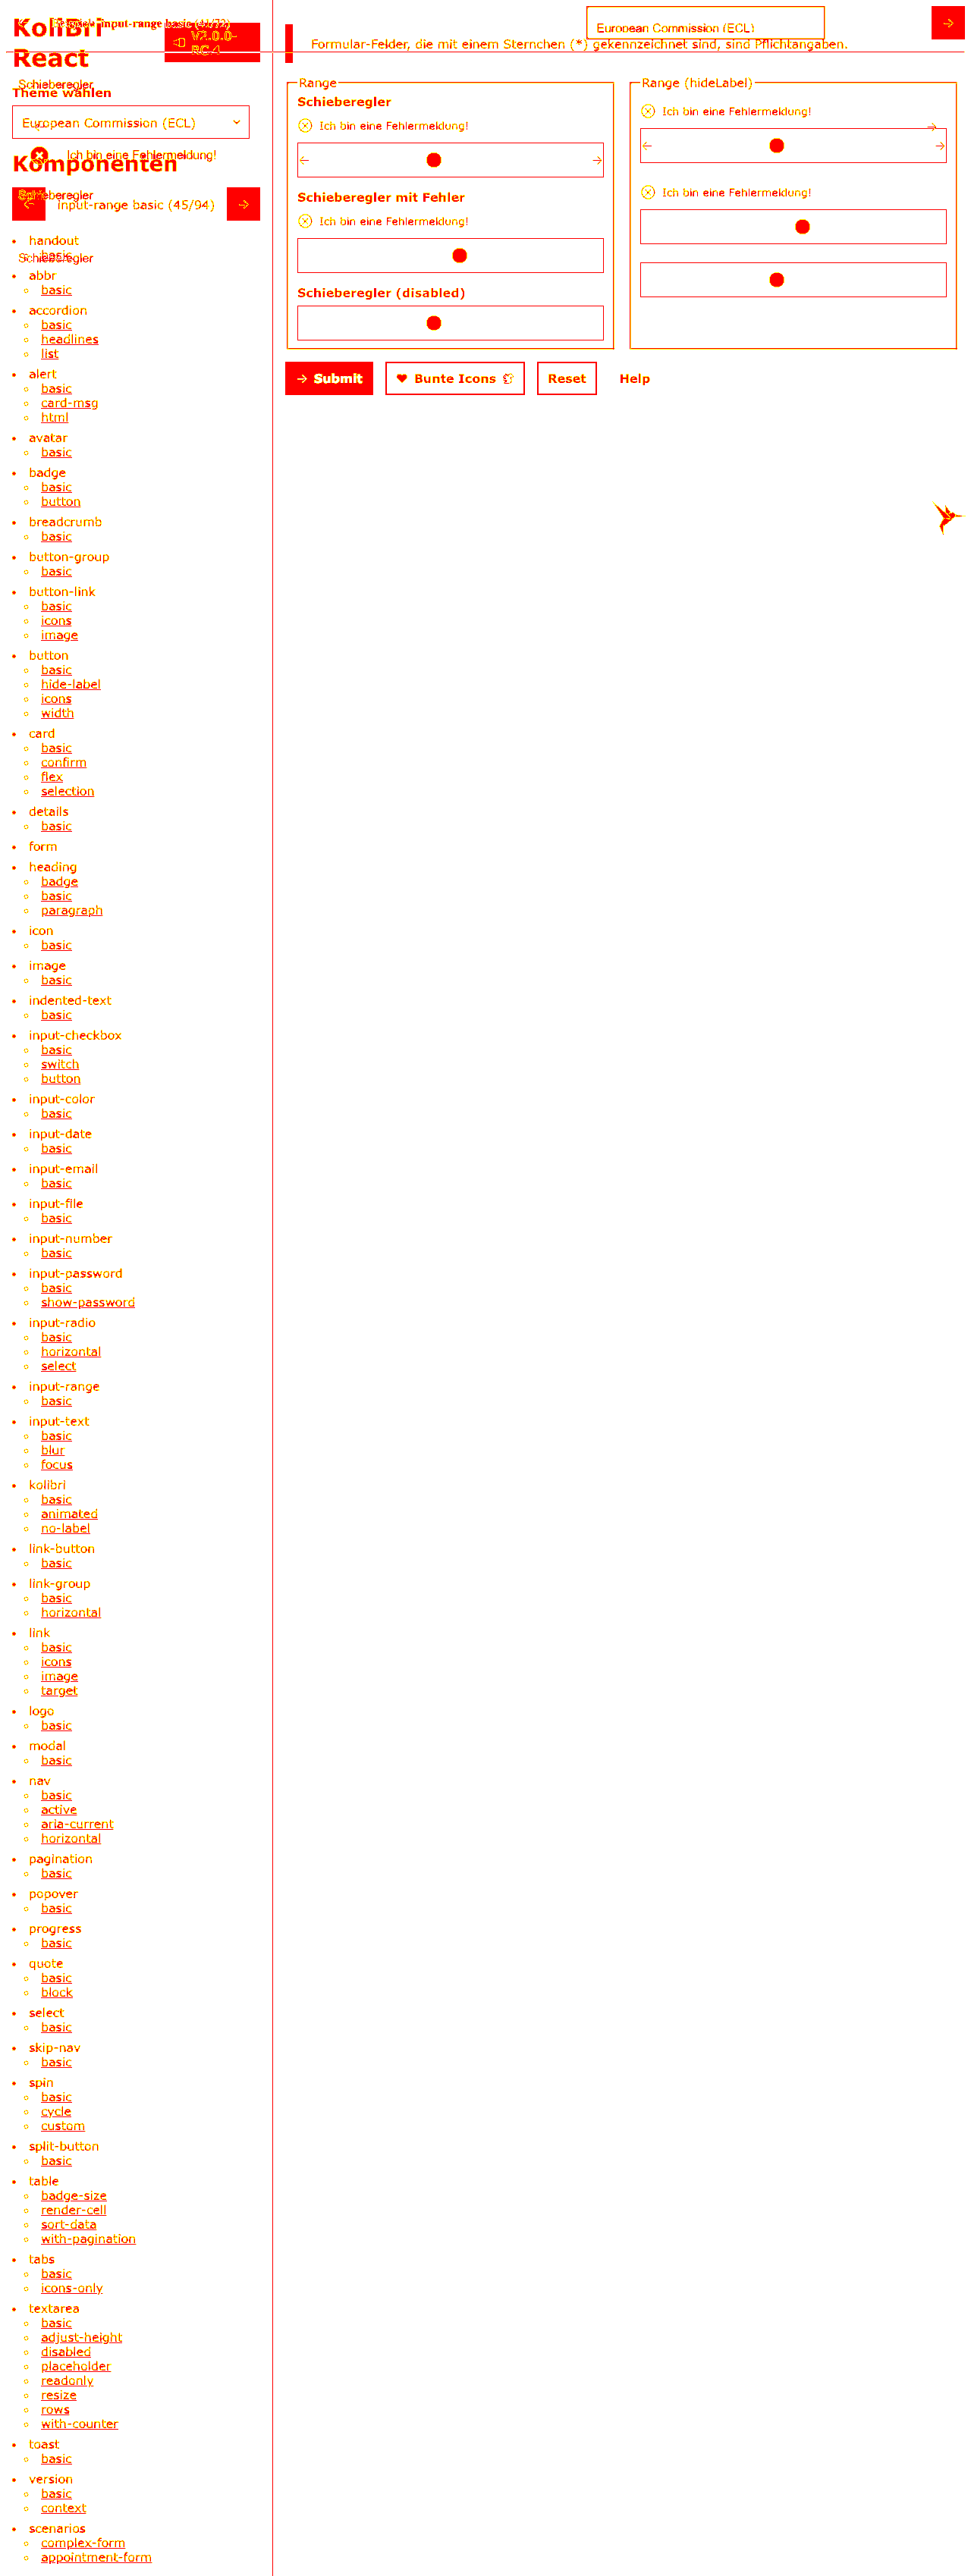 KoliBri
React
V2.0.0-
RC.4
input-range basic (41/72)
European Commission (ECL)
Formular-Felder, die mit einem Sternchen (*) gekennzeichnet sind, sind Pflichtangaben.
Schieberegler
Theme wählen
European Commission (ECL)
Ich bin eine Fehlermeldung!
Komponenten
Schieberegler
input-range basic (45/94)
handout
basic
Schieberegler
abbr
basic
accordion
basic
headlines
list
alert
basic
card-msg
html
avatar
basic
badge
basic
button
breadcrumb
basic
button-group
basic
button-link
basic
icons
image
button
basic
hide-label
icons
width
card
basic
confirm
flex
selection
details
basic
form
heading
badge
basic
paragraph
icon
basic
image
basic
indented-text
basic
input-checkbox
basic
switch
button
input-color
basic
input-date
basic
input-email
basic
input-file
basic
input-number
basic
input-password
basic
show-password
input-radio
basic
horizontal
select
input-range
basic
input-text
basic
blur
focus
kolibri
basic
animated
no-label
link-button
basic
link-group
basic
horizontal
link
basic
icons
image
target
logo
basic
modal
basic
nav
basic
active
aria-current
horizontal
pagination
basic
popover
basic
progress
basic
quote
basic
block
select
basic
skip-nav
basic
spin
basic
cycle
custom
split-button
basic
table
badge-size
render-cell
sort-data
with-pagination
tabs
basic
icons-only
textarea
basic
adjust-height
disabled
placeholder
readonly
resize
rows
with-counter
toast
basic
version
basic
context
scenarios
complex-form
appointment-form
Range
Schieberegler
Ich bin eine Fehlermeldung!
Schieberegler mit Fehler
Ich bin eine Fehlermeldung!
Schieberegler (disabled)
Range (hideLabel)
Ich bin eine Fehlermeldung!
Ich bin eine Fehlermeldung!
Submit
Bunte Icons
Reset
Help